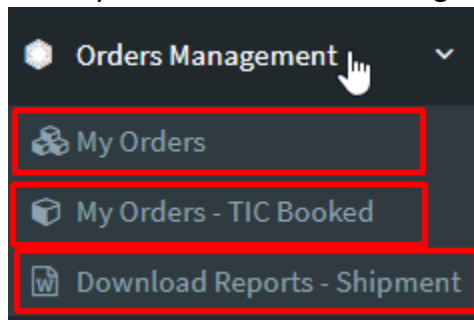 Orders Management
My Orders
My Orders - TIC Booked
Download Reports - Shipment